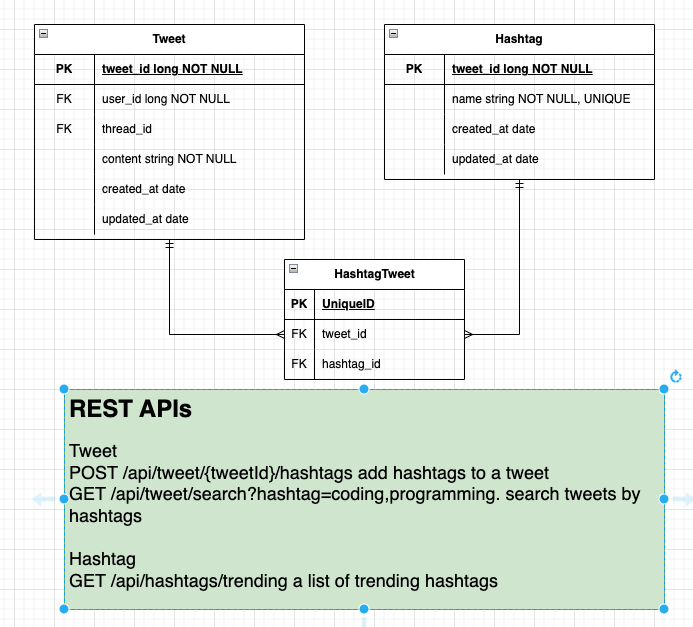 Tweet
PK tweet_id long NOT NULL
FK user_id long NOT NULL
FK thread_id
content string NOT NULL
created_at date
updated_at date
Hashtag
PK tweet_id long NOT NULL
name string NOT NULL, UNIQUE
created_at date
updated_at date
HashtagTweet
PK UniqueID
FK tweet_id
FK hashtag_id
REST APIs
Tweet
POST /api/tweet/{tweetId}/hashtags add hashtags to a tweet
GET /api/tweet/search?hashtag=coding,programming. search tweets by
hashtags
Hashtag
GET /api/hashtags/trending a list of trending hashtags